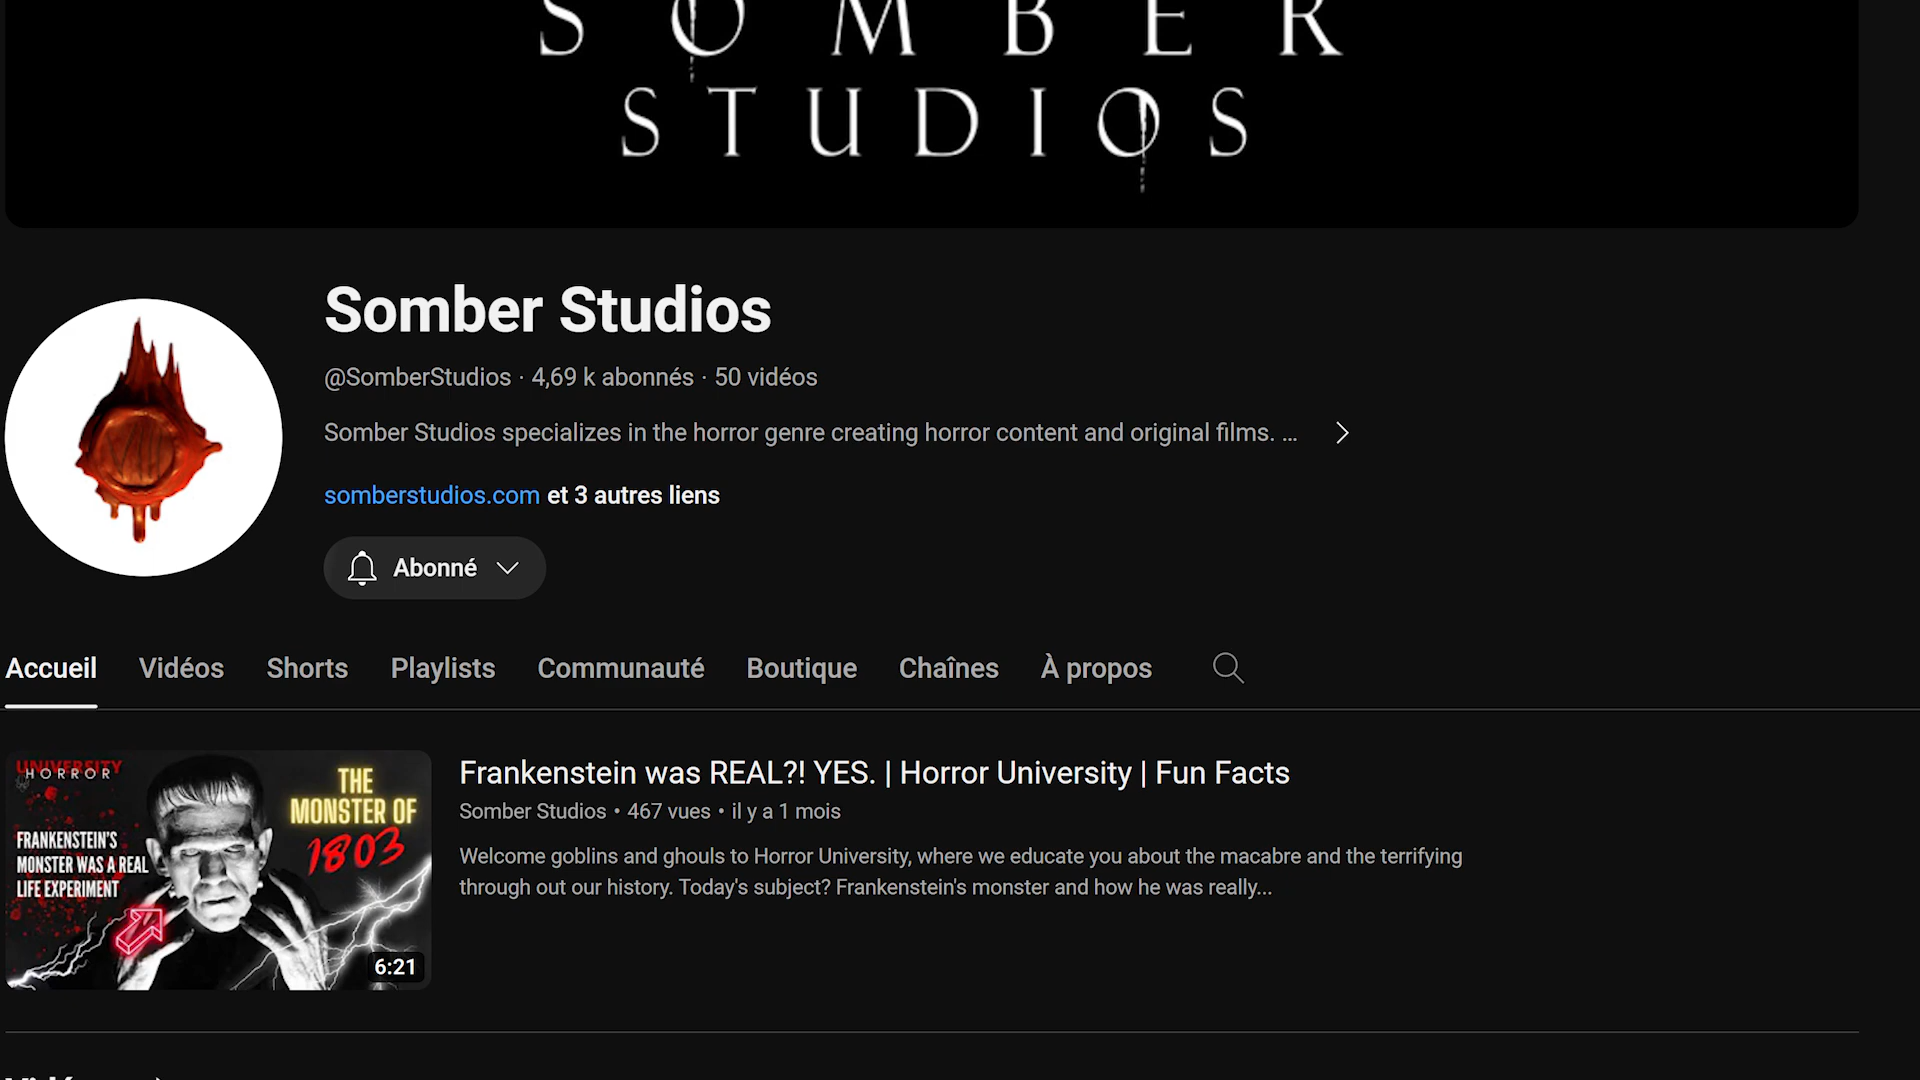 SOMBER
STUDIOS
Somber Studios
@SomberStudios · 4,69 k abonnés · 50 vidéos
Somber Studios specializes in the horror genre creating horror content and original films. ...
somberstudios.com et 3 autres liens
Abonné
Accueil Vidéos Shorts Playlists Communauté Boutique Chaînes À propos
UNIVERSITY
HORROR
THE
MONSTER OF
1803
FRANKENSTEIN'S
MONSTER WAS A REAL
LIFE EXPERIMENT
6:21
Frankenstein was REAL?! YES. | Horror University | Fun Facts
Somber Studios • 467 vues • il y a 1 mois
Welcome goblins and ghouls to Horror University, where we educate you about the macabre and the terrifying
through out our history. Today's subject? Frankenstein's monster and how he was really...